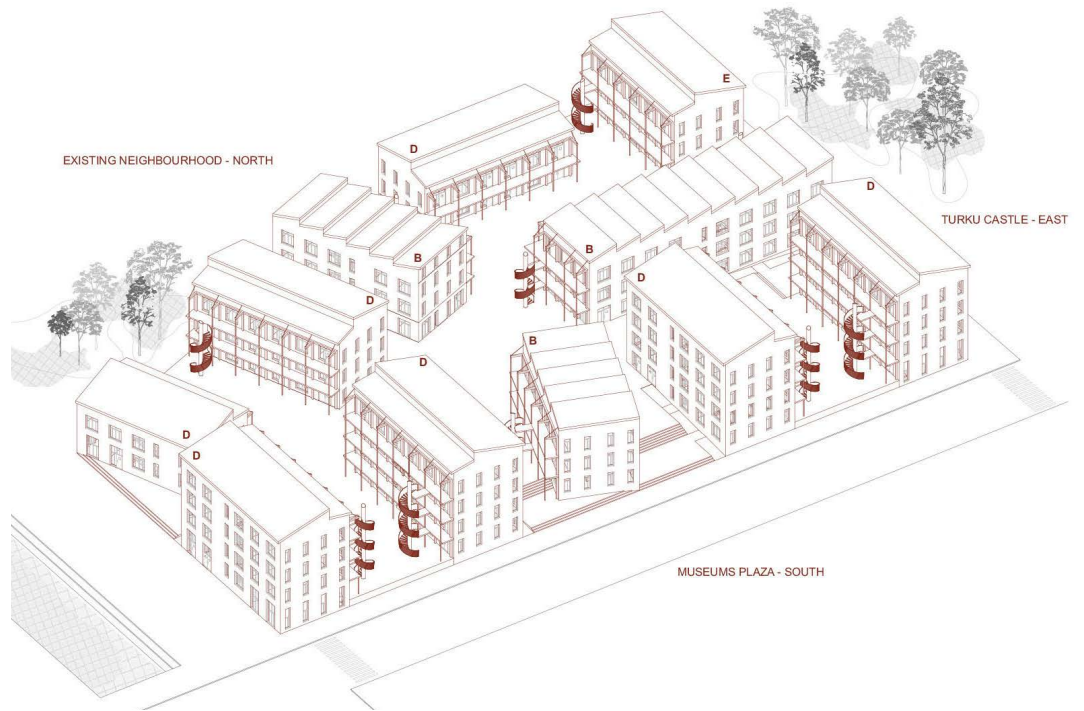 E
D
EXISTING NEIGHBOURHOOD - NORTH
D
TURKU CASTLE - EAST
B
B
D
D
B
D
D
D
MUSEUMS PLAZA - SOUTH